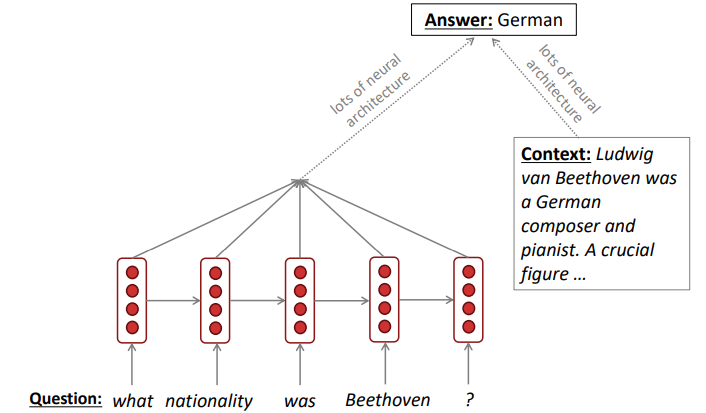 Answer: German
lots of neural
architecture
lots of neural
architecture
Context: Ludwig
van Beethoven was
a German
composer and
pianist. A crucial
figure …
Question: what nationality was Beethoven ?